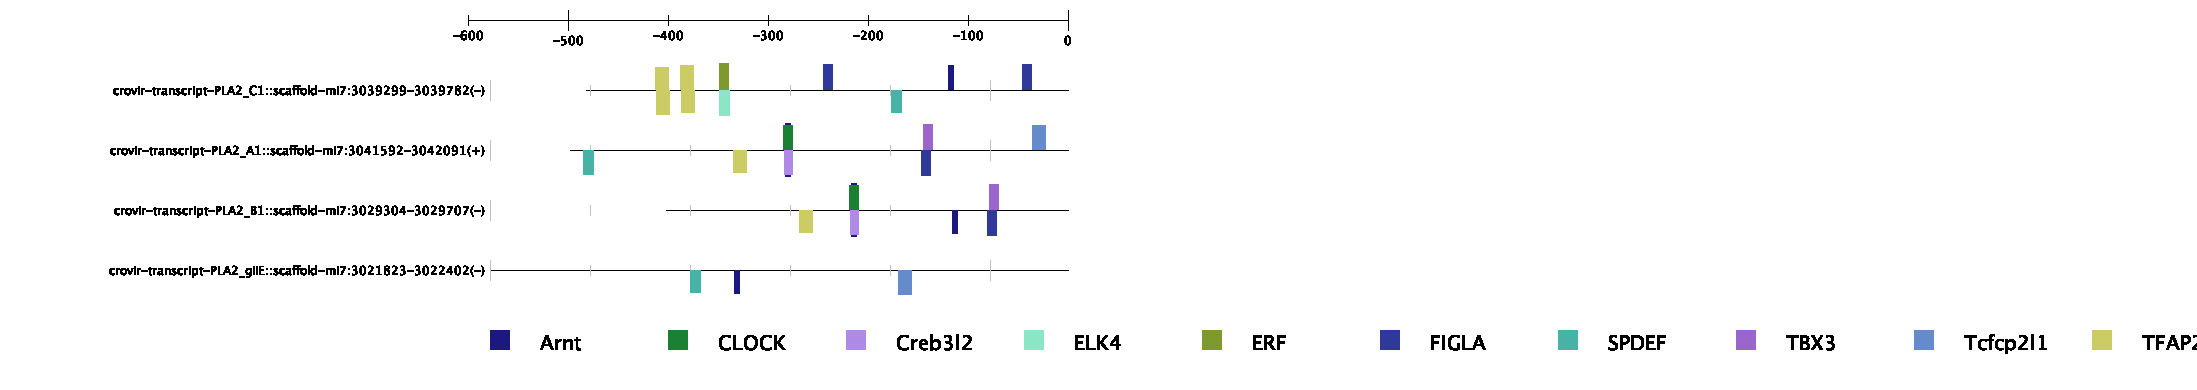 -600 -500 -400 -300 -200 -100 0
crovir-transcript-PLA2_C1::scaffold-mi7:3039299-3039782(-)
crovir-transcript-PLA2_A1::scaffold-mi7:3041592-3042091(+)
crovir-transcript-PLA2_B1::scaffold-mi7:3029304-3029707(-)
crovir-transcript-PLA2_gIIE::scaffold-mi7:3021823-3022402(-)
Arnt CLOCK Creb3l2 ELK4 ERF FIGLA SPDEF TBX3 Tcfcp2l1 TFAP2